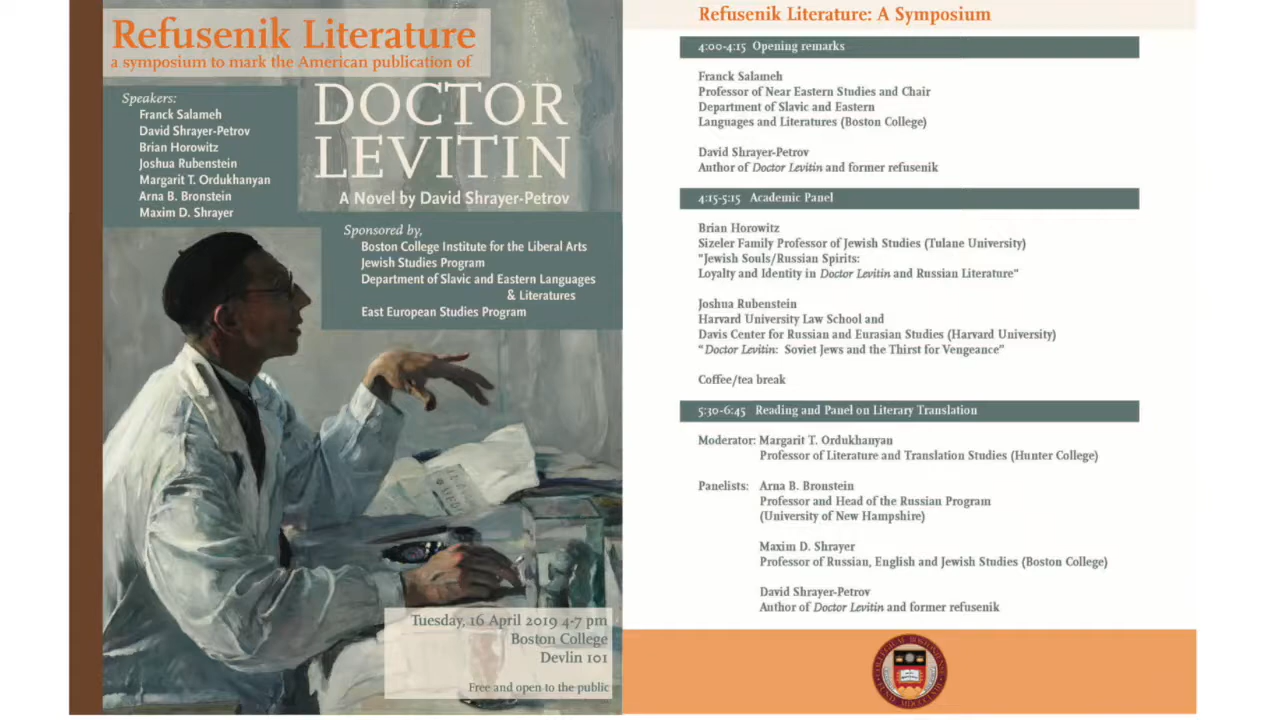 Refusenik Literature
a symposium to mark the American publication of
DOCTOR
LEVITIN
A Novel by David Shrayer-Petrov
Speakers:
Franck Salameh
David Shrayer-Petrov
Brian Horowitz
Joshua Rubenstein
Margarit T. Ordukhanyan
Arna B. Bronstein
Maxim D. Shrayer
Sponsored by,
Boston College Institute for the Liberal Arts
Jewish Studies Program
Department of Slavic and Eastern Languages
& Literatures
East European Studies Program
Tuesday, 16 April 2019 4-7 pm
Boston College
Devlin 101
Free and open to the public
Refusenik Literature: A Symposium
4:00-4:15 Opening remarks
Franck Salameh
Professor of Near Eastern Studies and Chair
Department of Slavic and Eastern
Languages and Literatures (Boston College)
David Shrayer-Petrov
Author of Doctor Levitin and former refusenik
4:15-5:15 Academic Panel
Brian Horowitz
Sizeler Family Professor of Jewish Studies (Tulane University)
"Jewish Souls/Russian Spirits:
Loyalty and Identity in Doctor Levitin and Russian Literature"
Joshua Rubenstein
Harvard University Law School and
Davis Center for Russian and Eurasian Studies (Harvard University)
"Doctor Levitin: Soviet Jews and the Thirst for Vengeance"
Coffee/tea break
5:30-6:45 Reading and Panel on Literary Translation
Moderator: Margarit T. Ordukhanyan
Professor of Literature and Translation Studies (Hunter College)
Panelists: Arna B. Bronstein
Professor and Head of the Russian Program
(University of New Hampshire)
Maxim D. Shrayer
Professor of Russian, English and Jewish Studies (Boston College)
David Shrayer-Petrov
Author of Doctor Levitin and former refusenik